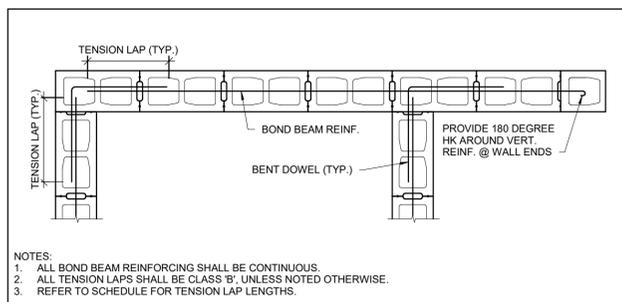 TENSION LAP (TYP.)
TENSION LAP (TYP.)
BOND BEAM REINF.
BENT DOWEL (TYP.)
PROVIDE 180 DEGREE
HK AROUND VERT.
REINF. @ WALL ENDS
NOTES:
1. ALL BOND BEAM REINFORCING SHALL BE CONTINUOUS.
2. ALL TENSION LAPS SHALL BE CLASS 'B', UNLESS NOTED OTHERWISE.
3. REFER TO SCHEDULE FOR TENSION LAP LENGTHS.